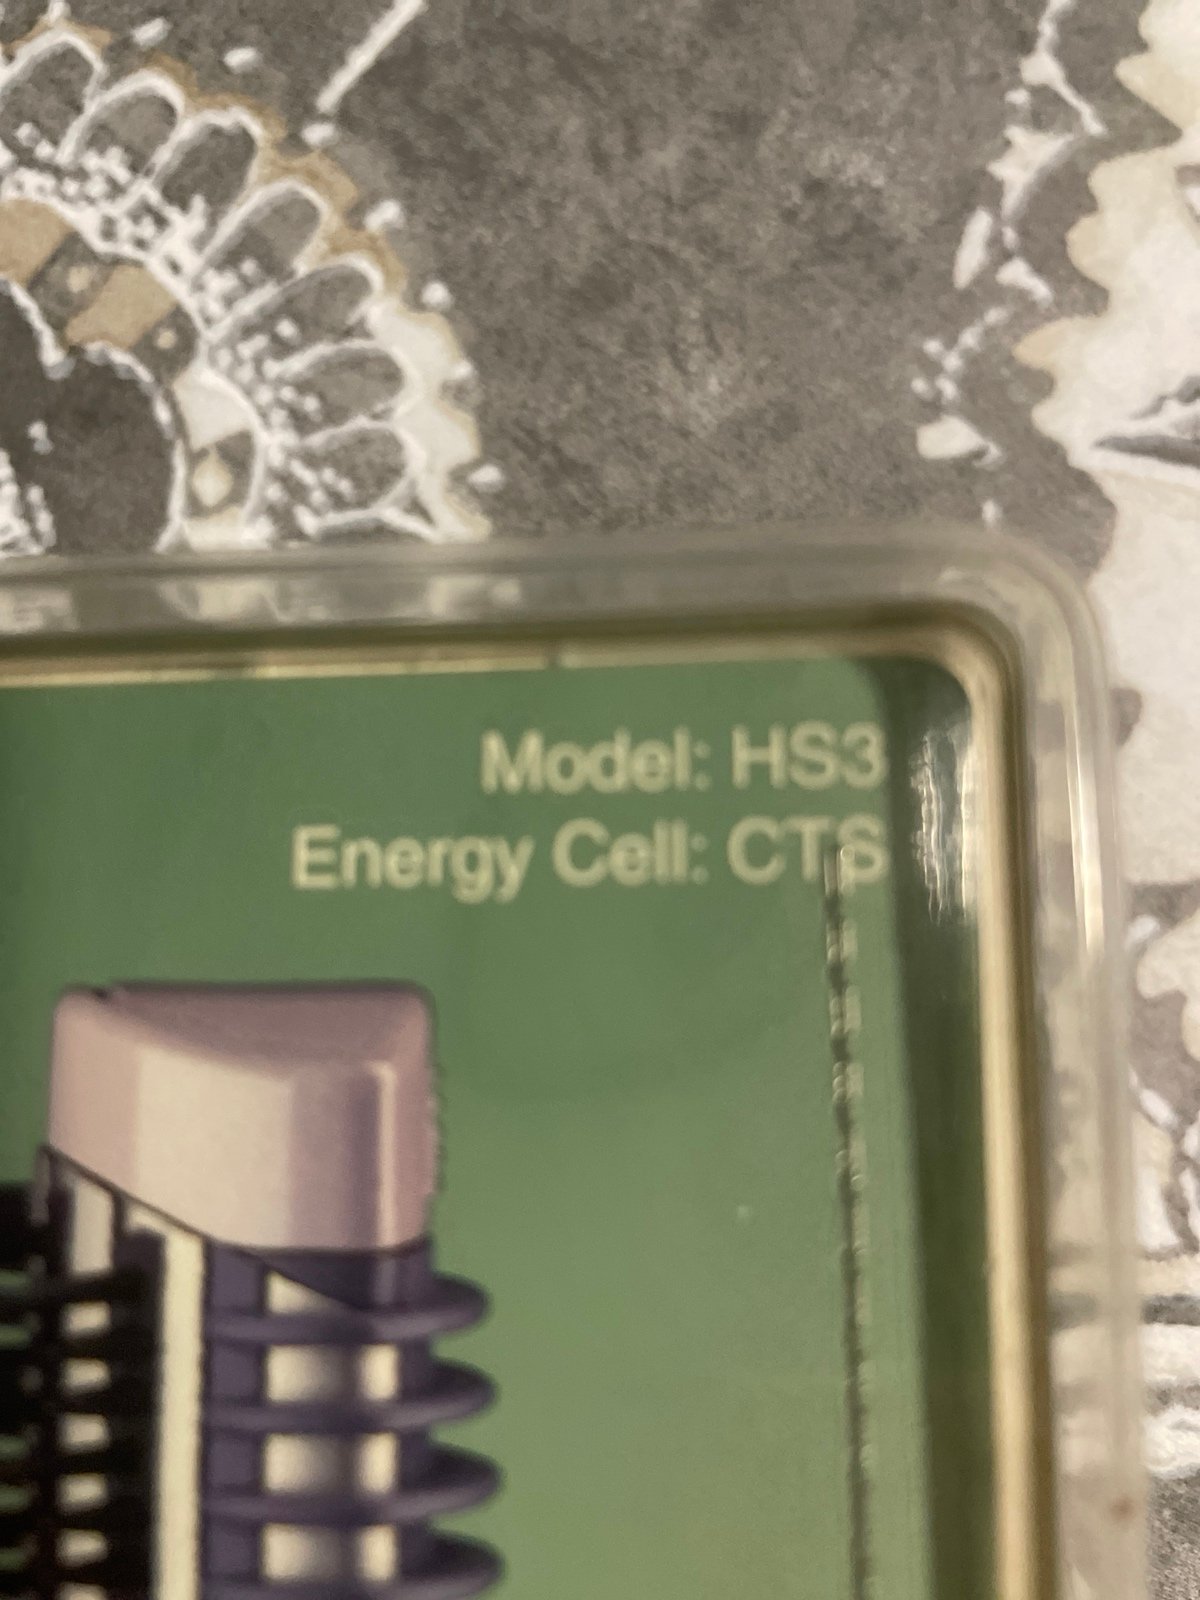 Model: HS3
Energy Cell: CTS